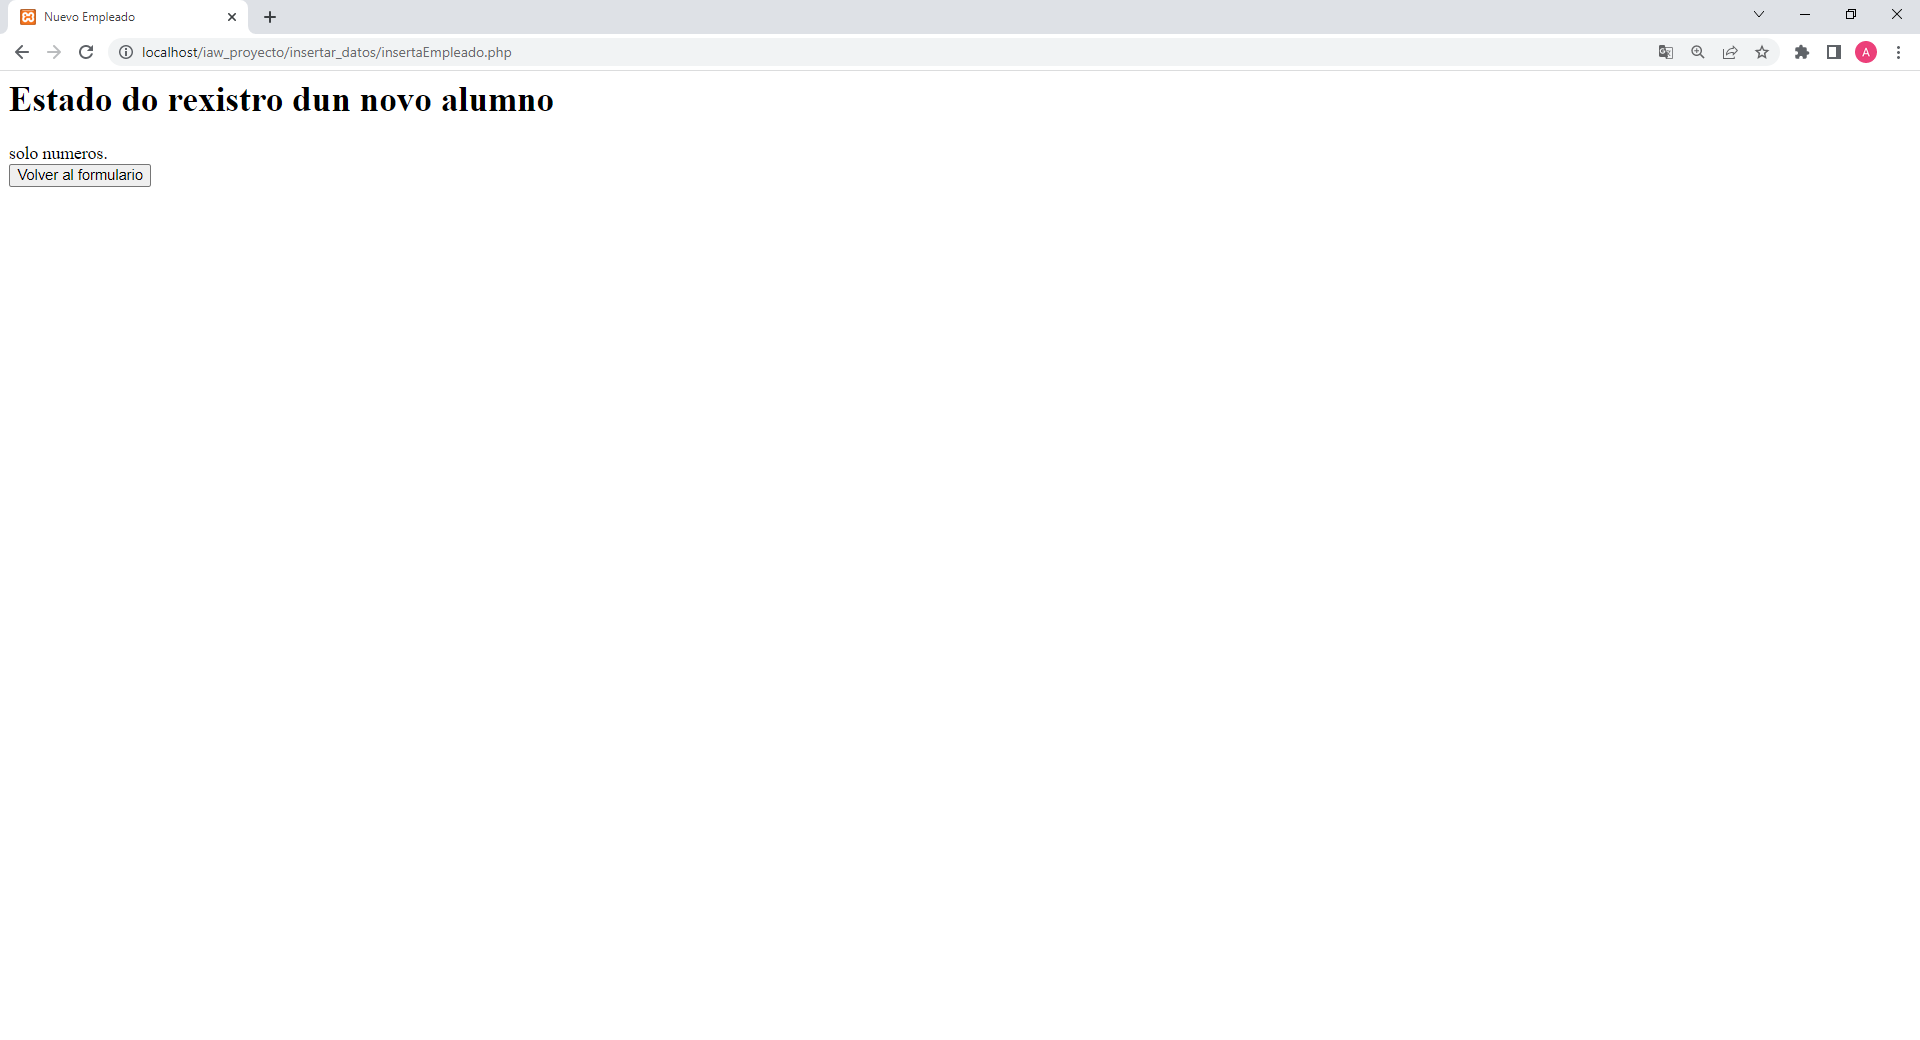 Nuevo Empleado
localhost/iaw_proyecto/insertar_datos/insertaEmpleado.php
A
Estado do rexistro dun novo alumno
solo numeros.
Volver al formulario